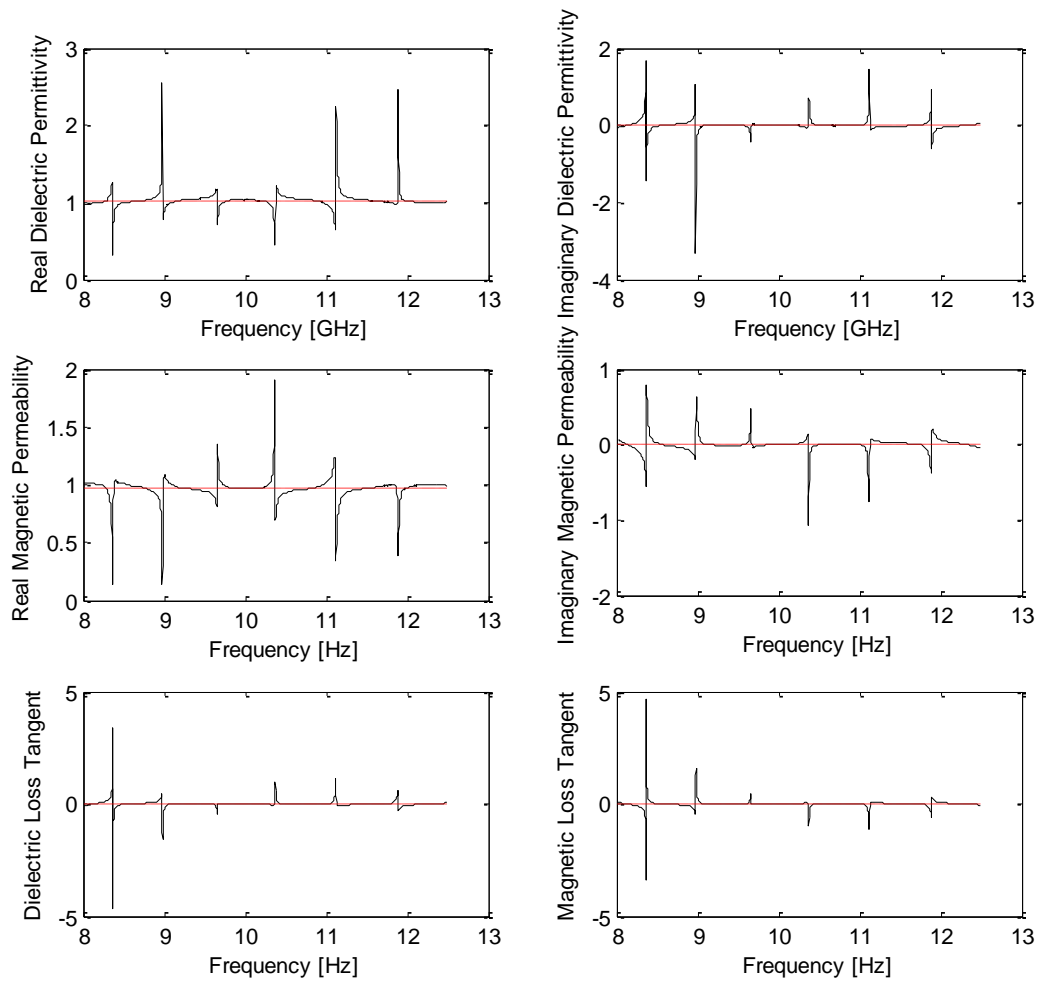 Real Dielectric Permittivity
3
2
1
0
8 9 10 11 12 13
Frequency [GHz]
Imaginary Dielectric Permittivity
2
0
-2
-4
8 9 10 11 12 13
Frequency [GHz]
Real Magnetic Permeability
2
1.5
1
0.5
0
8 9 10 11 12 13
Frequency [Hz]
Imaginary Magnetic Permeability
1
0
-1
-2
8 9 10 11 12 13
Frequency [Hz]
Dielectric Loss Tangent
5
0
-5
8 9 10 11 12 13
Frequency [Hz]
Magnetic Loss Tangent
5
0
-5
8 9 10 11 12 13
Frequency [Hz]